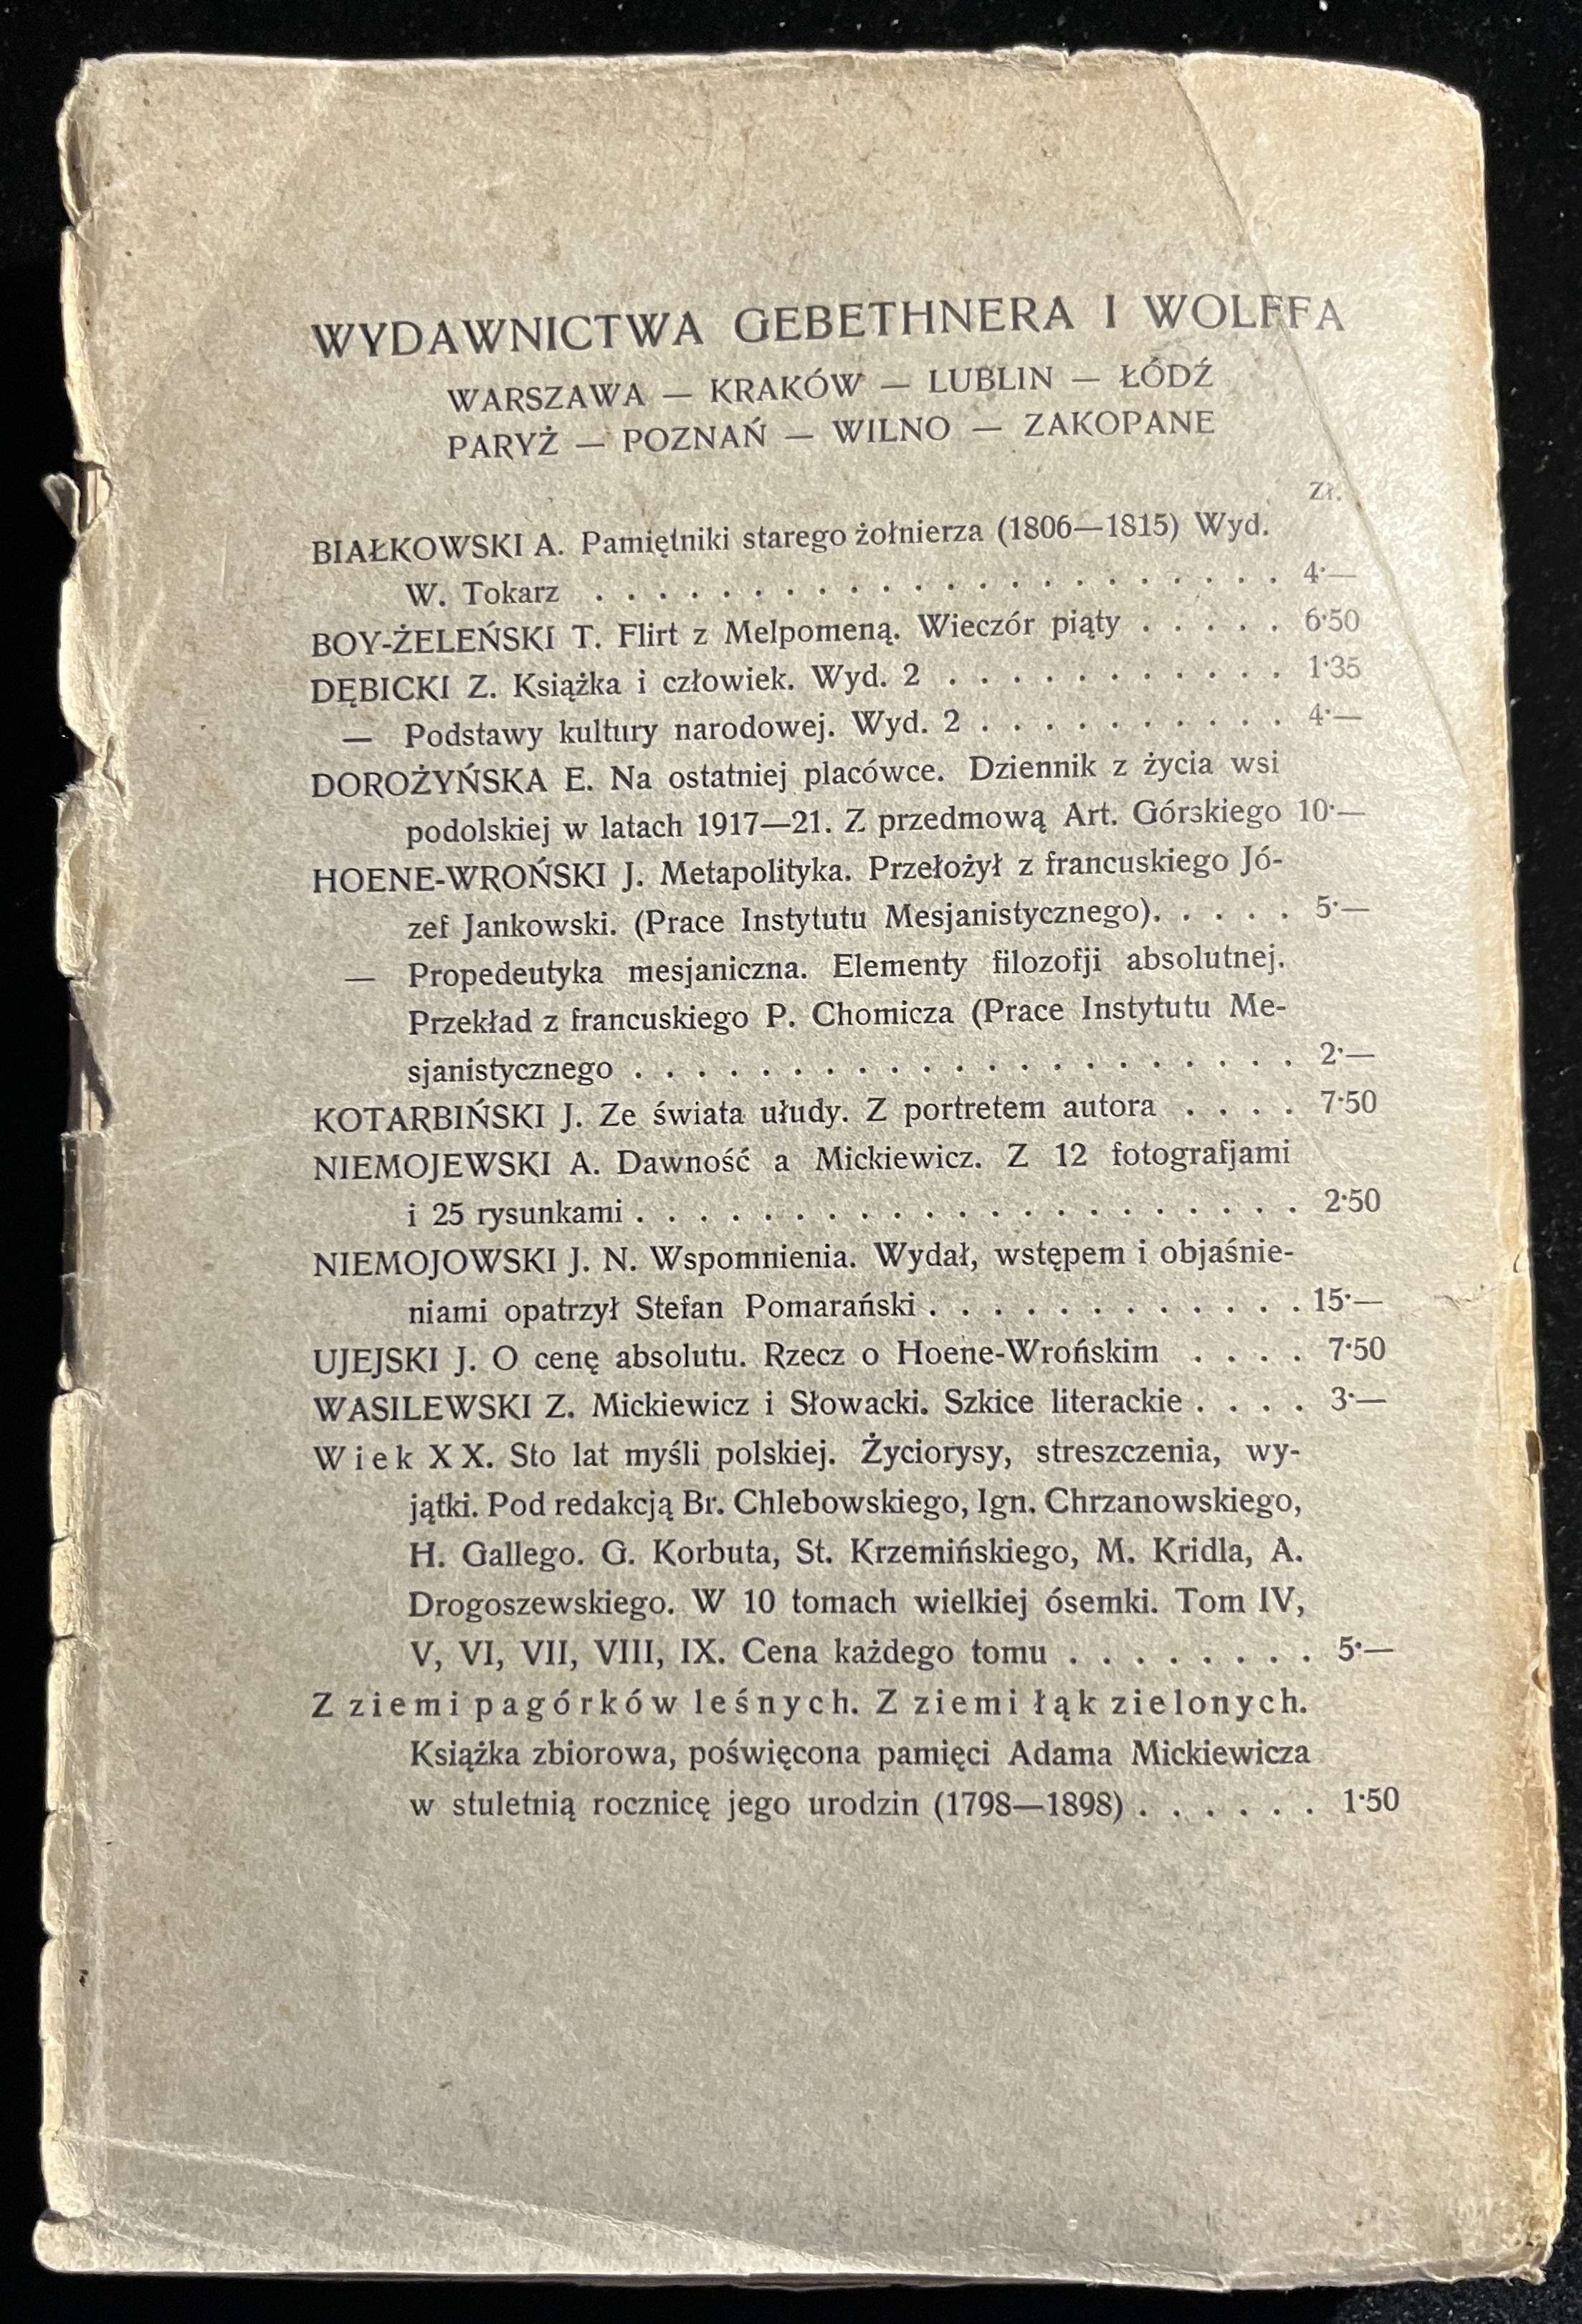 WYDAWNICTWA GEBETHNERA I WOLFFA
WARSZAWA — KRAKÓW — LUBLIN — ŁÓDŹ
PARYŻ — POZNAŃ — WILNO — ZAKOPANE
Zł.
BIAŁKOWSKI A. Pamiętniki starego żołnierza (1806—1815) Wyd.
W. Tokarz . . . . . . . . . . . . . . . . . . . . . . 4·—
BOY-ŻELEŃSKI T. Flirt z Melpomeną. Wieczór piąty . . . . . 6·50
DĘBICKI Z. Książka i człowiek. Wyd. 2 . . . . . . . . . . . 1·35
— Podstawy kultury narodowej. Wyd. 2 . . . . . . . . . . 4·—
DOROŻYŃSKA E. Na ostatniej placówce. Dziennik z życia wsi
podolskiej w latach 1917—21. Z przedmową Art. Górskiego 10·—
HOENE-WROŃSKI J. Metapolityka. Przełożył z francuskiego Jó-
zef Jankowski. (Prace Instytutu Mesjanistycznego). . . . . 5·—
— Propedeutyka mesjaniczna. Elementy filozofji absolutnej.
Przekład z francuskiego P. Chomicza (Prace Instytutu Me-
sjanistycznego . . . . . . . . . . . . . . . . . . . . . 2·—
KOTARBIŃSKI J. Ze świata ułudy. Z portretem autora . . . . 7·50
NIEMOJEWSKI A. Dawność a Mickiewicz. Z 12 fotografjami
i 25 rysunkami . . . . . . . . . . . . . . . . . . . . . 2·50
NIEMOJOWSKI J. N. Wspomnienia. Wydał, wstępem i objaśnie-
niami opatrzył Stefan Pomarański . . . . . . . . . . . . 15·—
UJEJSKI J. O cenę absolutu. Rzecz o Hoene-Wrońskim . . . . 7·50
WASILEWSKI Z. Mickiewicz i Słowacki. Szkice literackie . . . . 3·—
Wiek XX. Sto lat myśli polskiej. Życiorysy, streszczenia, wy-
jątki. Pod redakcją Br. Chlebowskiego, Ign. Chrzanowskiego,
H. Gallego. G. Korbuta, St. Krzemińskiego, M. Kridla, A.
Drogoszewskiego. W 10 tomach wielkiej ósemki. Tom IV,
V, VI, VII, VIII, IX. Cena każdego tomu . . . . . . . . 5·—
Z ziemi pagórków leśnych. Z ziemi łąk zielonych.
Książka zbiorowa, poświęcona pamięci Adama Mickiewicza
w stuletnią rocznicę jego urodzin (1798—1898) . . . . . . 1·50